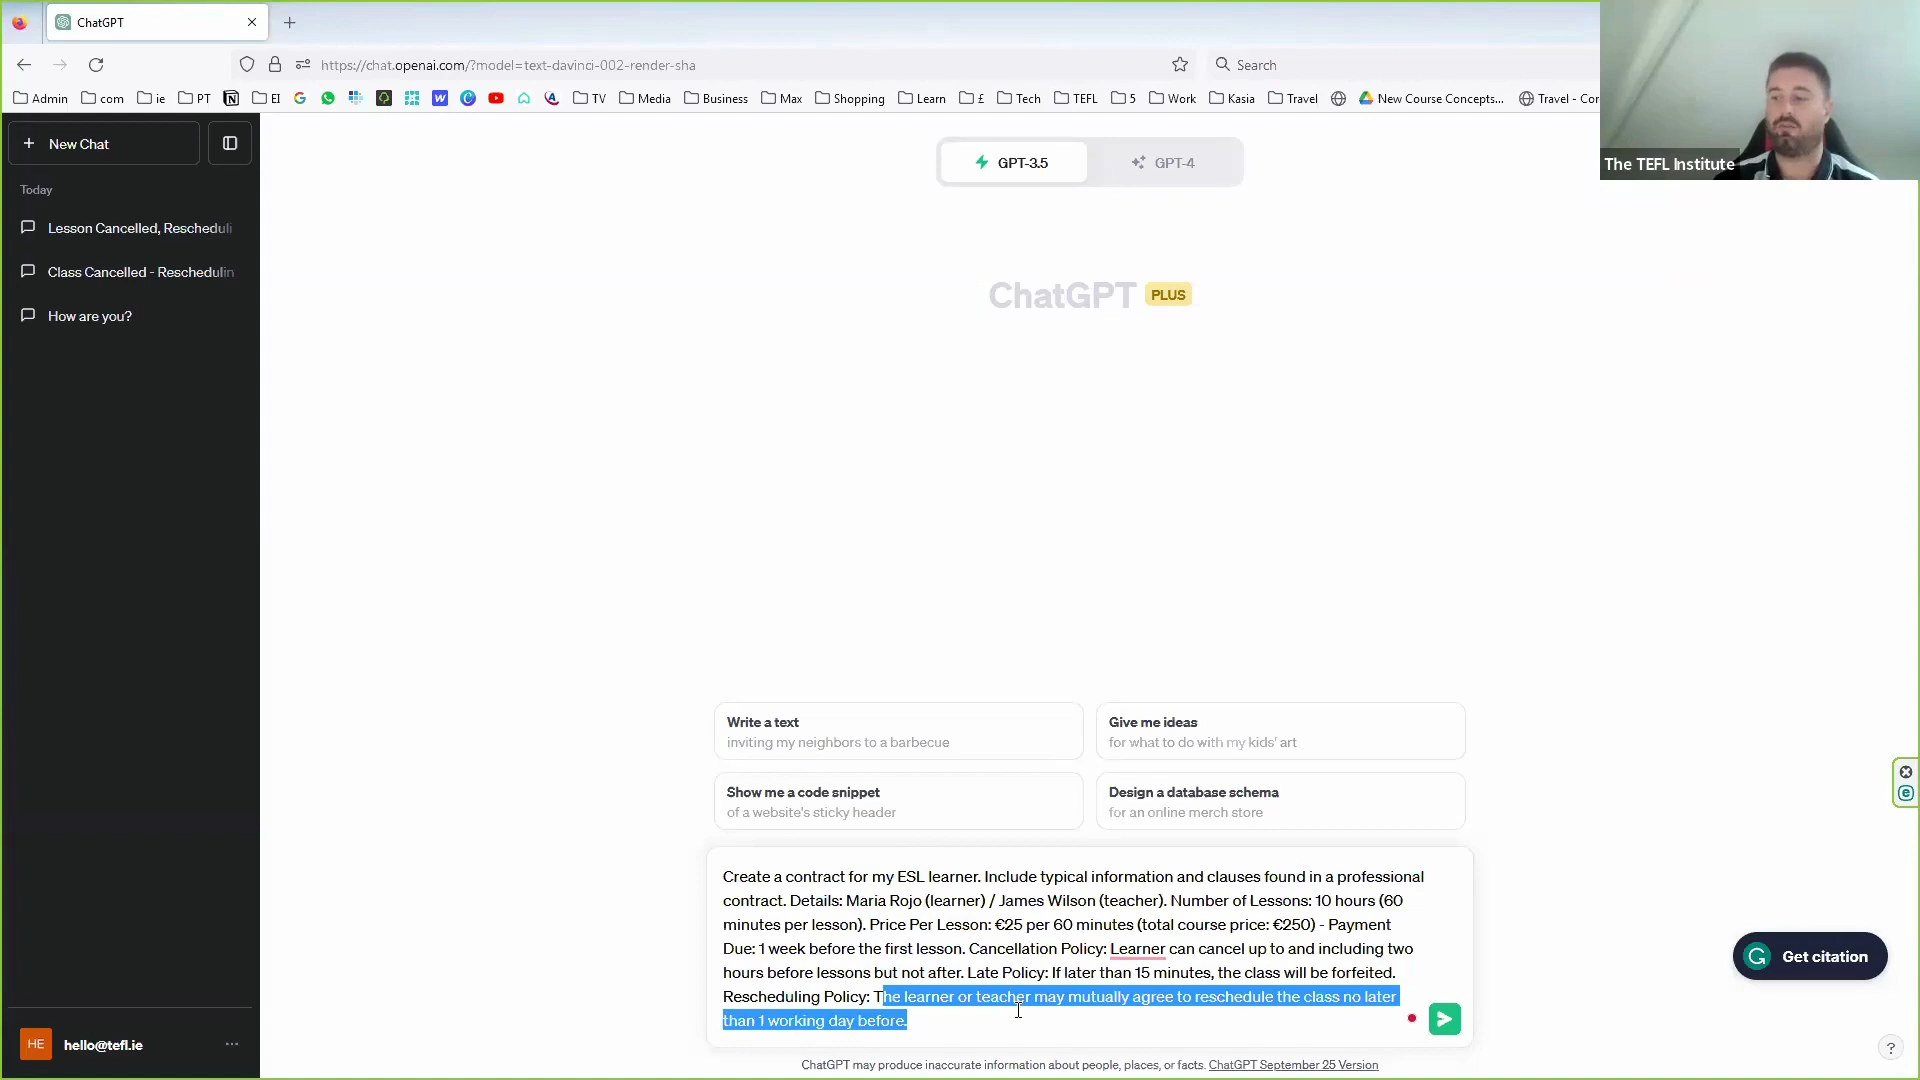 ChatGPT
https://chat.openai.com/?model=text-davinci-002-render-sha
Search
Admin com ie PT EI TV Media Business Max Shopping Learn £ Tech TEFL 5 Work Kasia Travel New Course Concepts... Travel - Cor
The TEFL Institute
New Chat
Today
Lesson Cancelled, Rescheduli
Class Cancelled - Reschedulin
How are you?
HE hello@tefl.ie
GPT-3.5 GPT-4
ChatGPT PLUS
Write a text
inviting my neighbors to a barbecue
Give me ideas
for what to do with my kids' art
Show me a code snippet
of a website's sticky header
Design a database schema
for an online merch store
Create a contract for my ESL learner. Include typical information and clauses found in a professional
contract. Details: Maria Rojo (learner) / James Wilson (teacher). Number of Lessons: 10 hours (60
minutes per lesson). Price Per Lesson: €25 per 60 minutes (total course price: €250) - Payment
Due: 1 week before the first lesson. Cancellation Policy: Learner can cancel up to and including two
hours before lessons but not after. Late Policy: If later than 15 minutes, the class will be forfeited.
Rescheduling Policy: The learner or teacher may mutually agree to reschedule the class no later
than 1 working day before.
Get citation
ChatGPT may produce inaccurate information about people, places, or facts. ChatGPT September 25 Version
?